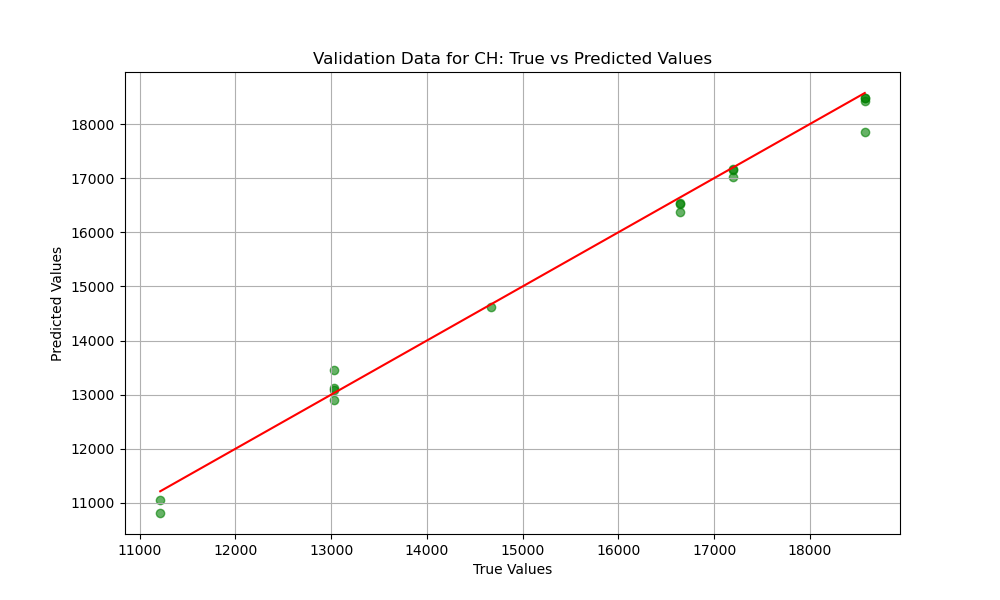 Validation Data for CH: True vs Predicted Values
Predicted Values
18000
17000
16000
15000
14000
13000
12000
11000
11000 12000 13000 14000 15000 16000 17000 18000
True Values